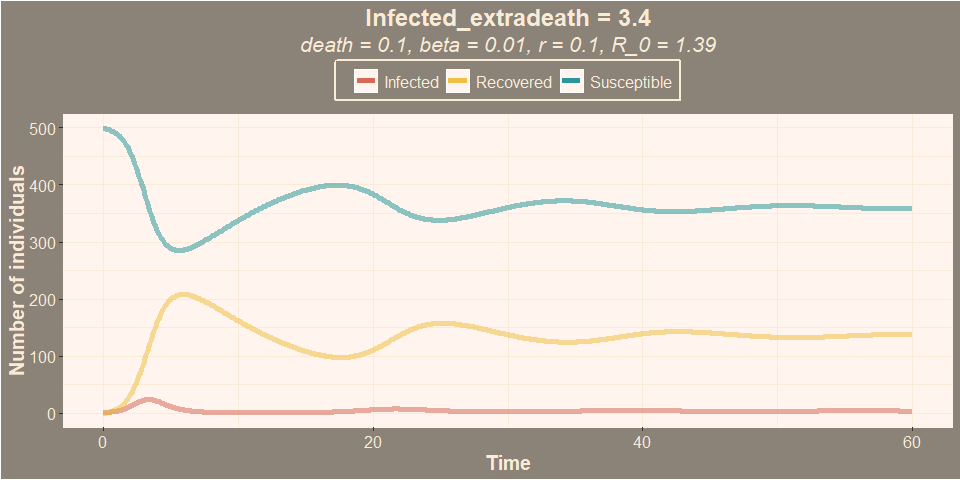 Infected_extradeath = 3.4
death = 0.1, beta = 0.01, r = 0.1, R_0 = 1.39
Infected Recovered Susceptible
Number of individuals
500
400
300
200
100
0
0 20 40 60
Time